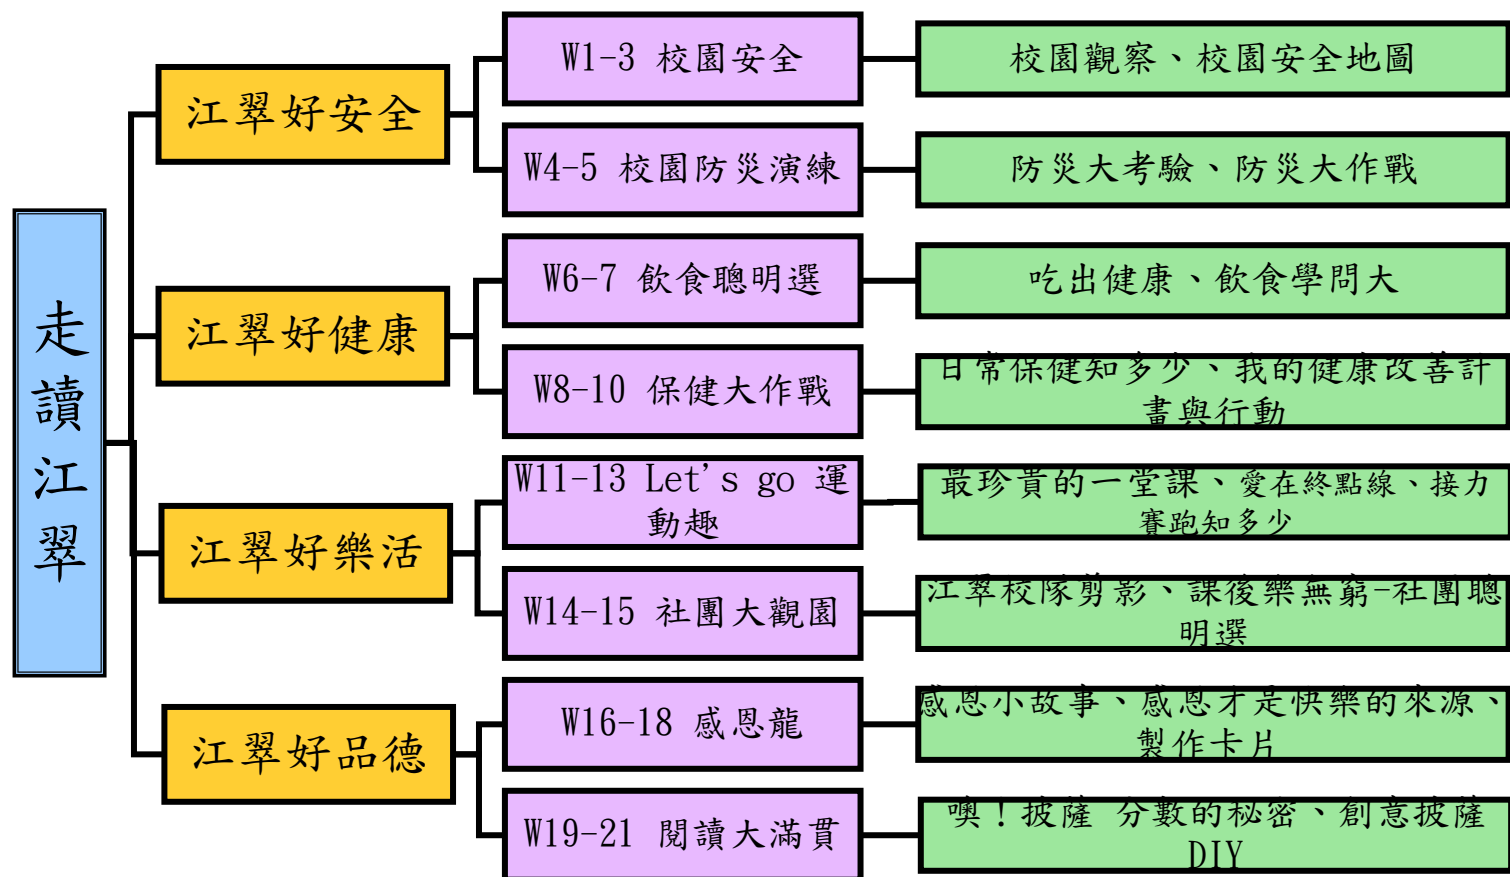 走讀江翠
江翠好安全
W1-3 校園安全
校園觀察、校園安全地圖
W4-5 校園防災演練
防災大考驗、防災大作戰
江翠好健康
W6-7 飲食聰明選
吃出健康、飲食學問大
W8-10 保健大作戰
日常保健知多少、我的健康改善計
畫與行動
江翠好樂活
W11-13 Let's go 運
動趣
最珍貴的一堂課、愛在終點線、接力
賽跑知多少
W14-15 社團大觀園
江翠校隊剪影、課後樂無窮-社團聰
明選
江翠好品德
W16-18 感恩龍
感恩小故事、感恩才是快樂的來源、
製作卡片
W19-21 閱讀大滿貫
噢！披薩 分數的秘密、創意披薩
DIY